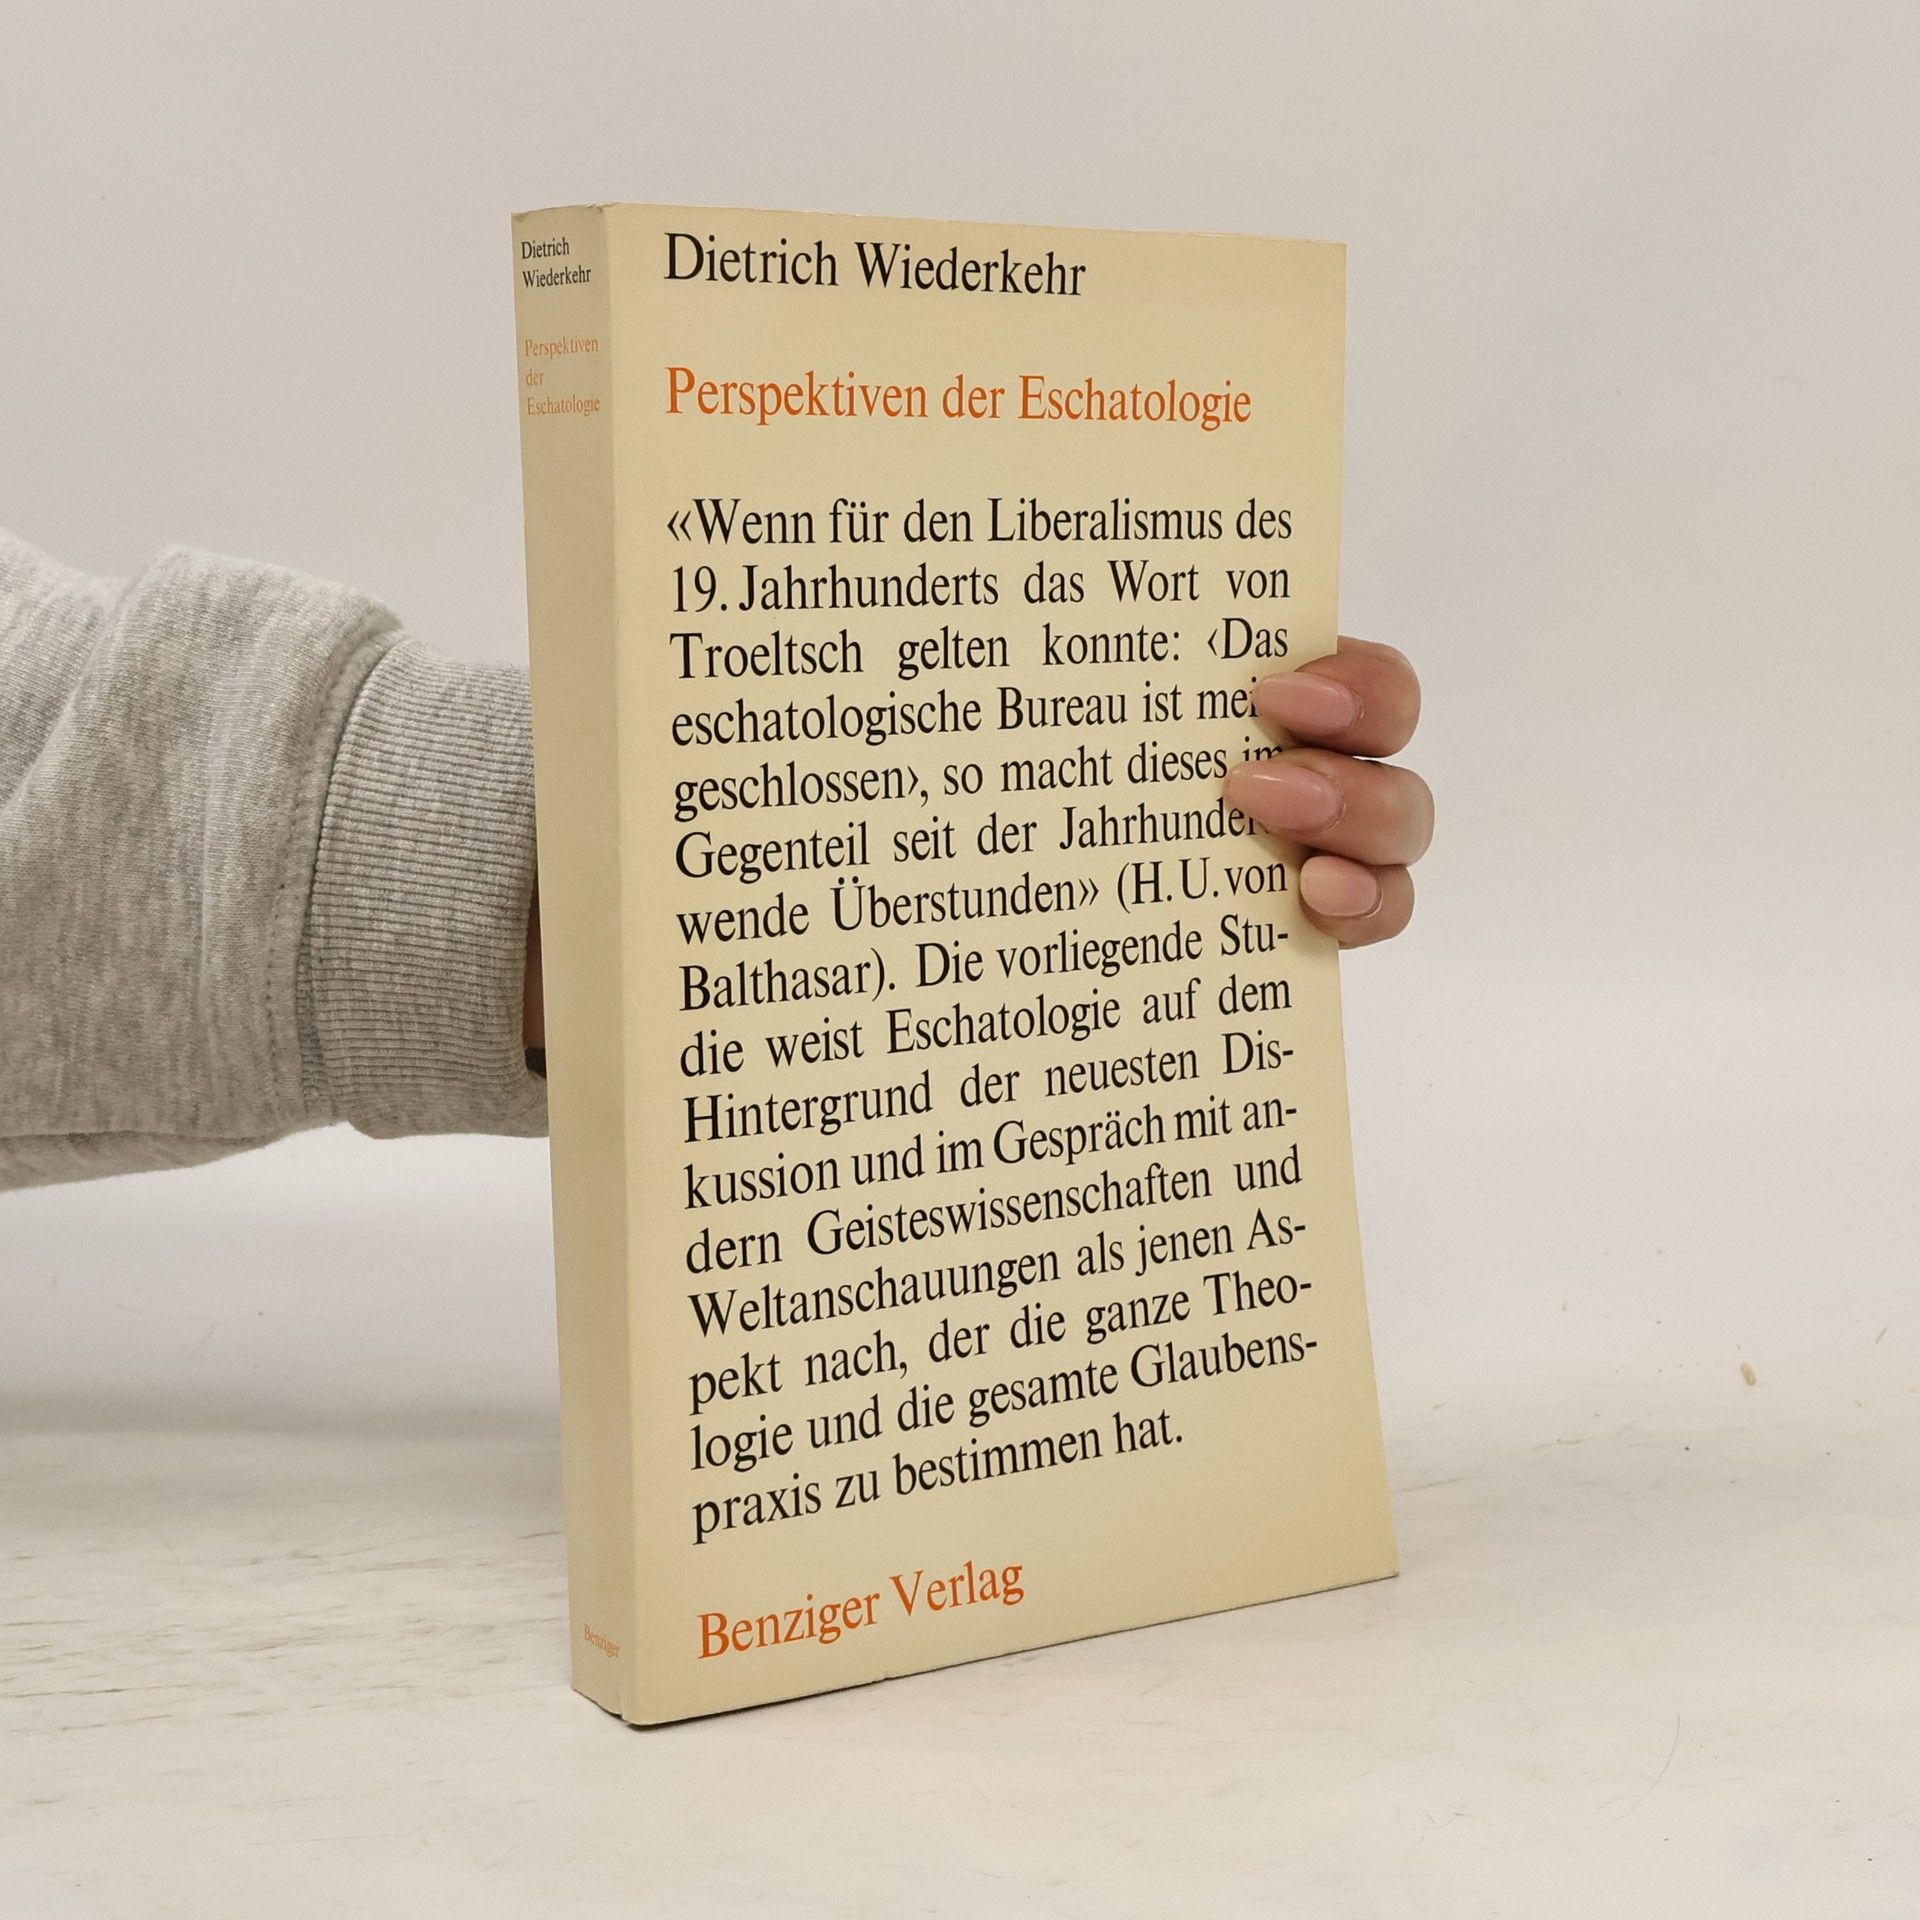 Dietrich
Wiederkehr
Perspektiven
der
Eschatologie
Benziger
Dietrich Wiederkehr
Perspektiven der Eschatologie
«Wenn für den Liberalismus des
19. Jahrhunderts das Wort von
Troeltsch gelten konnte: ‹Das
eschatologische Bureau ist
geschlossen›, so macht dieses im
Gegenteil seit der
wende Überstunden» (H. U. von
Balthasar). Die vorliegende Stu-
die weist Eschatologie auf dem
Hintergrund der neuesten Dis-
kussion und im Gespräch mit an-
dern Geisteswissenschaften und
Weltanschauungen als jenen As-
pekt nach, der die ganze Theo-
logie und die gesamte Glaubens-
praxis zu bestimmen hat.
Benziger Verlag